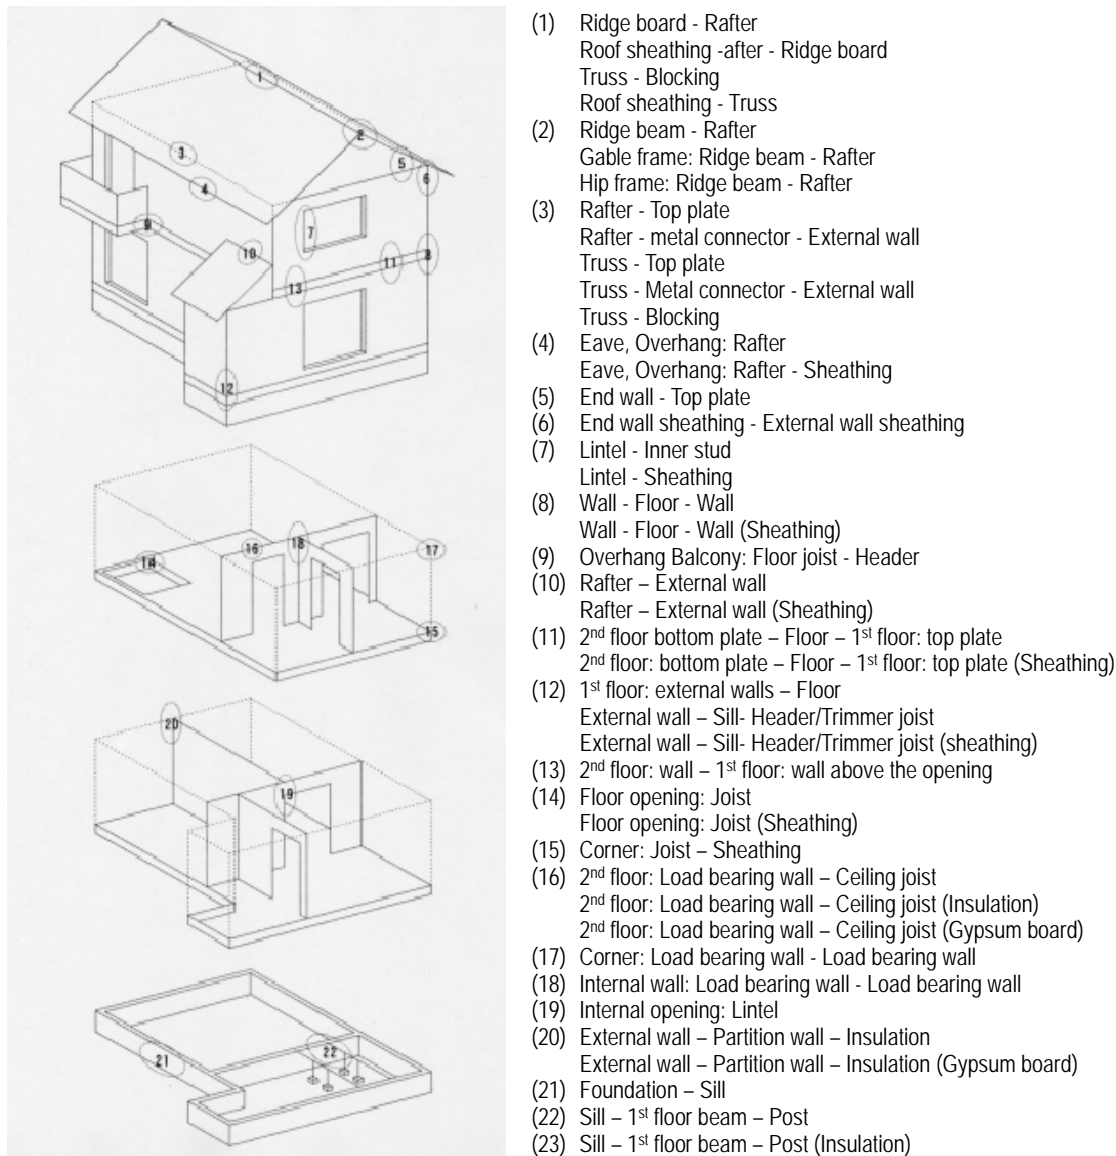 1
2
3
4
5
6
7
8
9
10
11
13
12
14
16
18
17
15
20
19
21
22
(1) Ridge board - Rafter
Roof sheathing -after - Ridge board
Truss - Blocking
Roof sheathing - Truss
(2) Ridge beam - Rafter
Gable frame: Ridge beam - Rafter
Hip frame: Ridge beam - Rafter
(3) Rafter - Top plate
Rafter - metal connector - External wall
Truss - Top plate
Truss - Metal connector - External wall
Truss - Blocking
(4) Eave, Overhang: Rafter
Eave, Overhang: Rafter - Sheathing
(5) End wall - Top plate
(6) End wall sheathing - External wall sheathing
(7) Lintel - Inner stud
Lintel - Sheathing
(8) Wall - Floor - Wall
Wall - Floor - Wall (Sheathing)
(9) Overhang Balcony: Floor joist - Header
(10) Rafter – External wall
Rafter – External wall (Sheathing)
(11) 2nd floor bottom plate – Floor – 1st floor: top plate
2nd floor: bottom plate – Floor – 1st floor: top plate (Sheathing)
(12) 1st floor: external walls – Floor
External wall – Sill- Header/Trimmer joist
External wall – Sill- Header/Trimmer joist (sheathing)
(13) 2nd floor: wall – 1st floor: wall above the opening
(14) Floor opening: Joist
Floor opening: Joist (Sheathing)
(15) Corner: Joist – Sheathing
(16) 2nd floor: Load bearing wall – Ceiling joist
2nd floor: Load bearing wall – Ceiling joist (Insulation)
2nd floor: Load bearing wall – Ceiling joist (Gypsum board)
(17) Corner: Load bearing wall - Load bearing wall
(18) Internal wall: Load bearing wall - Load bearing wall
(19) Internal opening: Lintel
(20) External wall – Partition wall – Insulation
External wall – Partition wall – Insulation (Gypsum board)
(21) Foundation – Sill
(22) Sill – 1st floor beam – Post
(23) Sill – 1st floor beam – Post (Insulation)